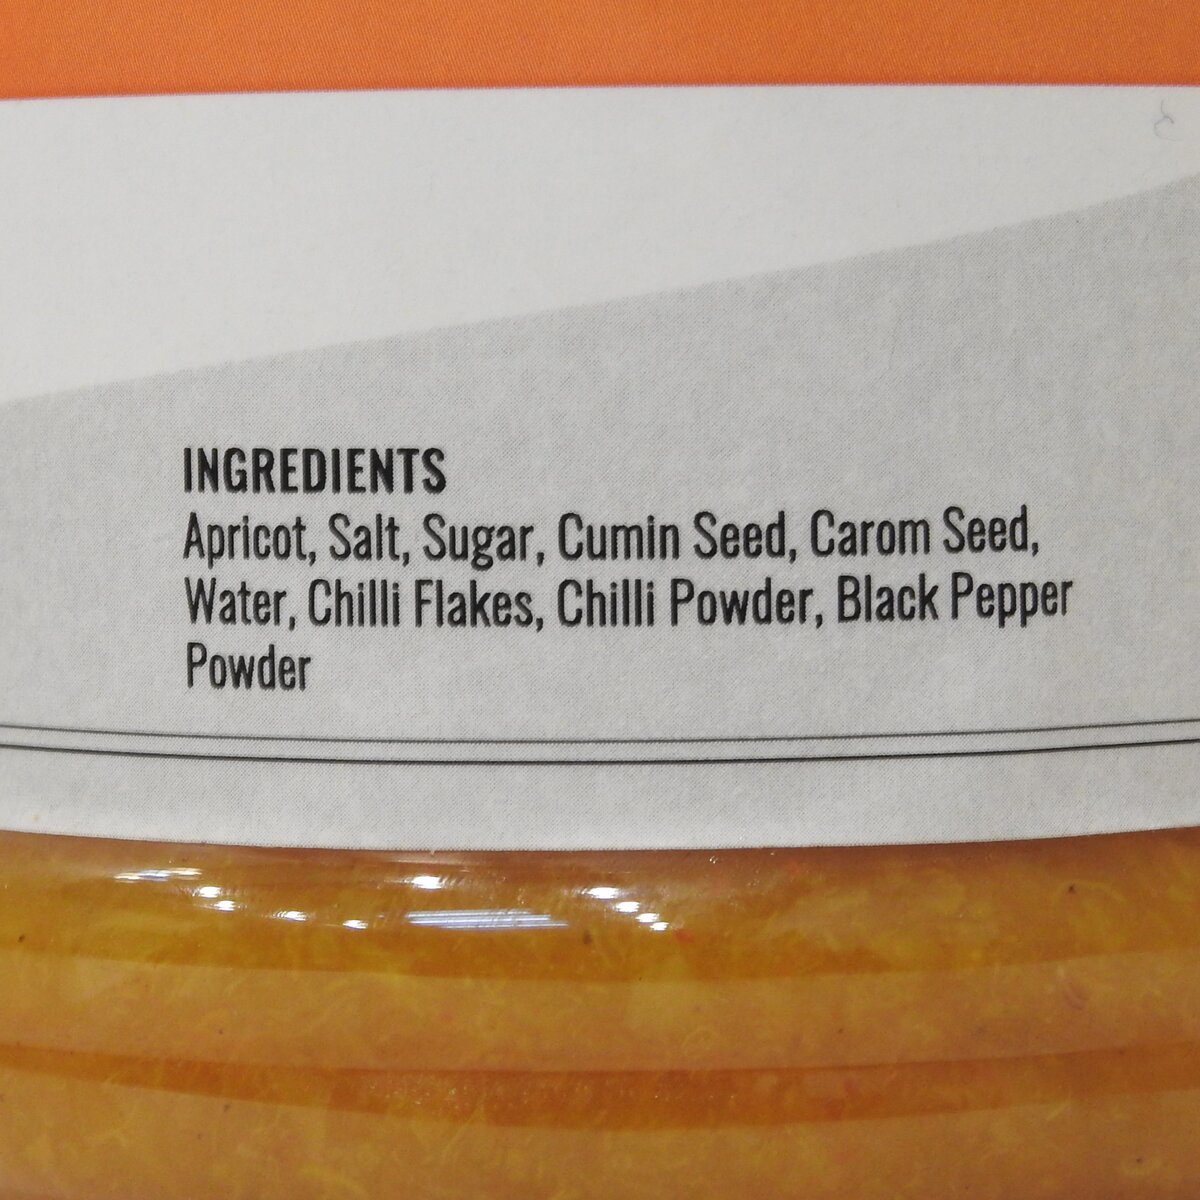 INGREDIENTS
Apricot, Salt, Sugar, Cumin Seed, Carom Seed,
Water, Chilli Flakes, Chilli Powder, Black Pepper
Powder